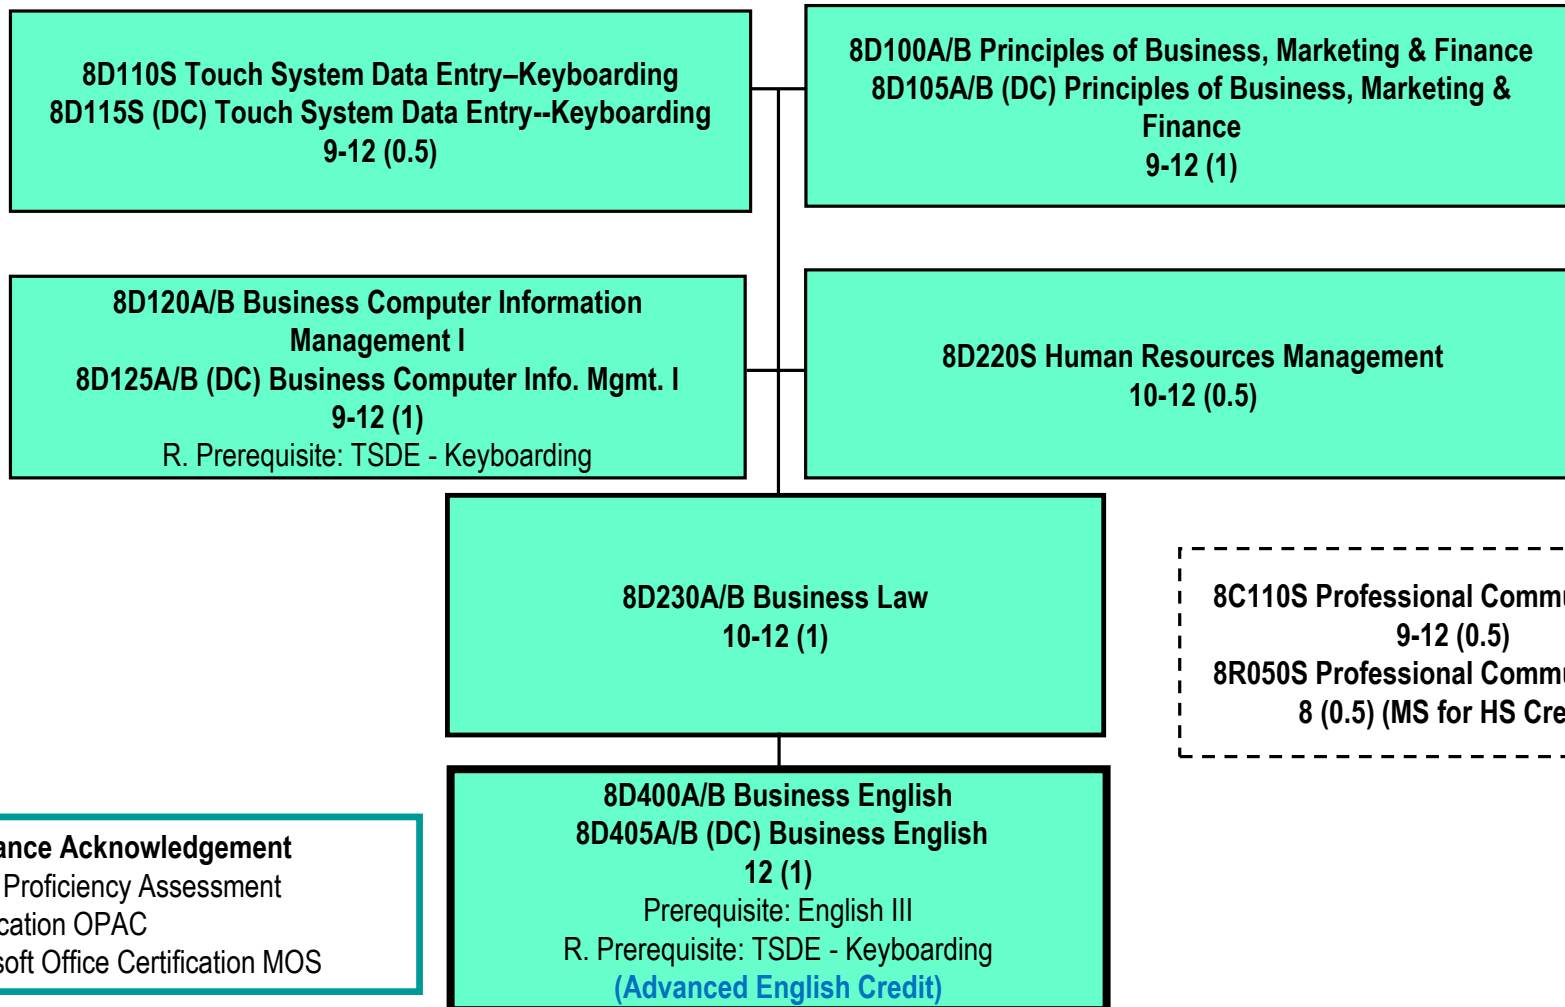 8D110S Touch System Data Entry–Keyboarding
8D115S (DC) Touch System Data Entry--Keyboarding
9-12 (0.5)
8D100A/B Principles of Business, Marketing & Finance
8D105A/B (DC) Principles of Business, Marketing &
Finance
9-12 (1)
8D120A/B Business Computer Information
Management I
8D125A/B (DC) Business Computer Info. Mgmt. I
9-12 (1)
R. Prerequisite: TSDE - Keyboarding
8D220S Human Resources Management
10-12 (0.5)
8D230A/B Business Law
10-12 (1)
8C110S Professional
9-12 (0.5)
8R050S Professional
8 (0.5) (MS for HS
8D400A/B Business English
8D405A/B (DC) Business English
12 (1)
Prerequisite: English III
R. Prerequisite: TSDE - Keyboarding
(Advanced English Credit)
Acknowledgement
Proficiency Assessment
OPAC
Office Certification MOS